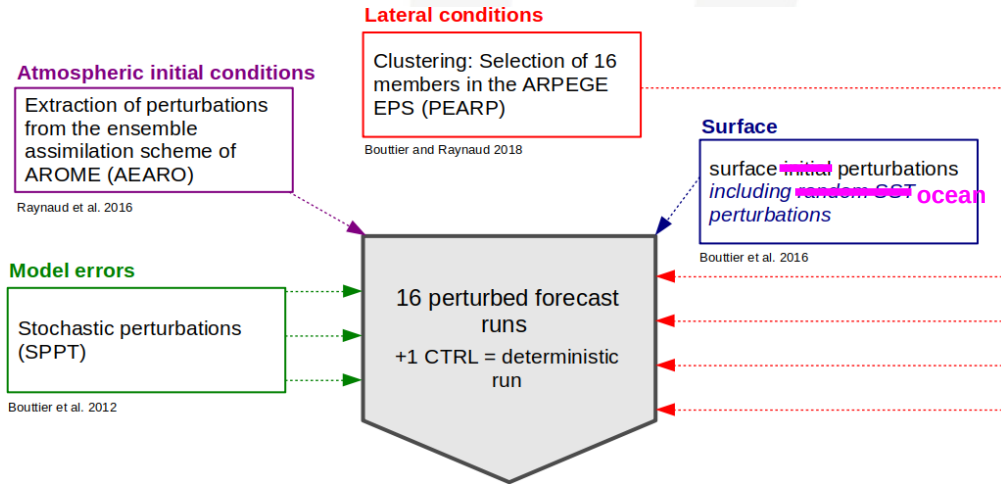 Lateral conditions
Clustering: Selection of 16
members in the ARPEGE
EPS (PEARP)
Bouttier and Raynaud 2018
Atmospheric initial conditions
Extraction of perturbations
from the ensemble
assimilation scheme of
AROME (AEARO)
Raynaud et al. 2016
Surface
surface initial perturbations
including random SST ocean
perturbations
Bouttier et al. 2016
Model errors
Stochastic perturbations
(SPPT)
Bouttier et al. 2012
16 perturbed forecast
runs
+1 CTRL = deterministic
run